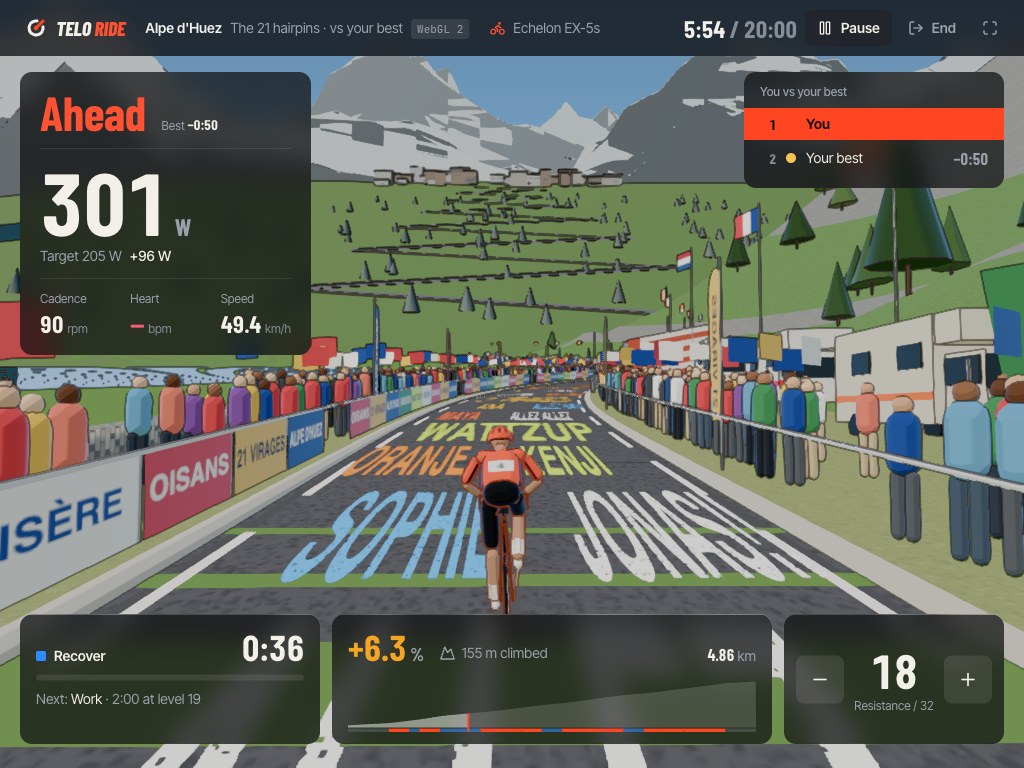 TELO RIDE Alpe d'Huez The 21 hairpins · vs your best WebGL 2 Echelon EX-5s 5:54 / 20:00 Pause End
Ahead Best −0:50
301 W
Target 205 W +96 W
Cadence Heart Speed
90 rpm – bpm 49.4 km/h
You vs your best
1 You
2 Your best −0:50
ALLEZ ALLEZ
MAYA
WATTZUP
ORANJE KENJI
SOPHIE JONAS
ISÈRE OISANS 21 VIRAGES ALPE D'HUEZ
Recover 0:36
Next: Work · 2:00 at level 19
+6.3 % 155 m climbed 4.86 km
− 18 +
Resistance / 32